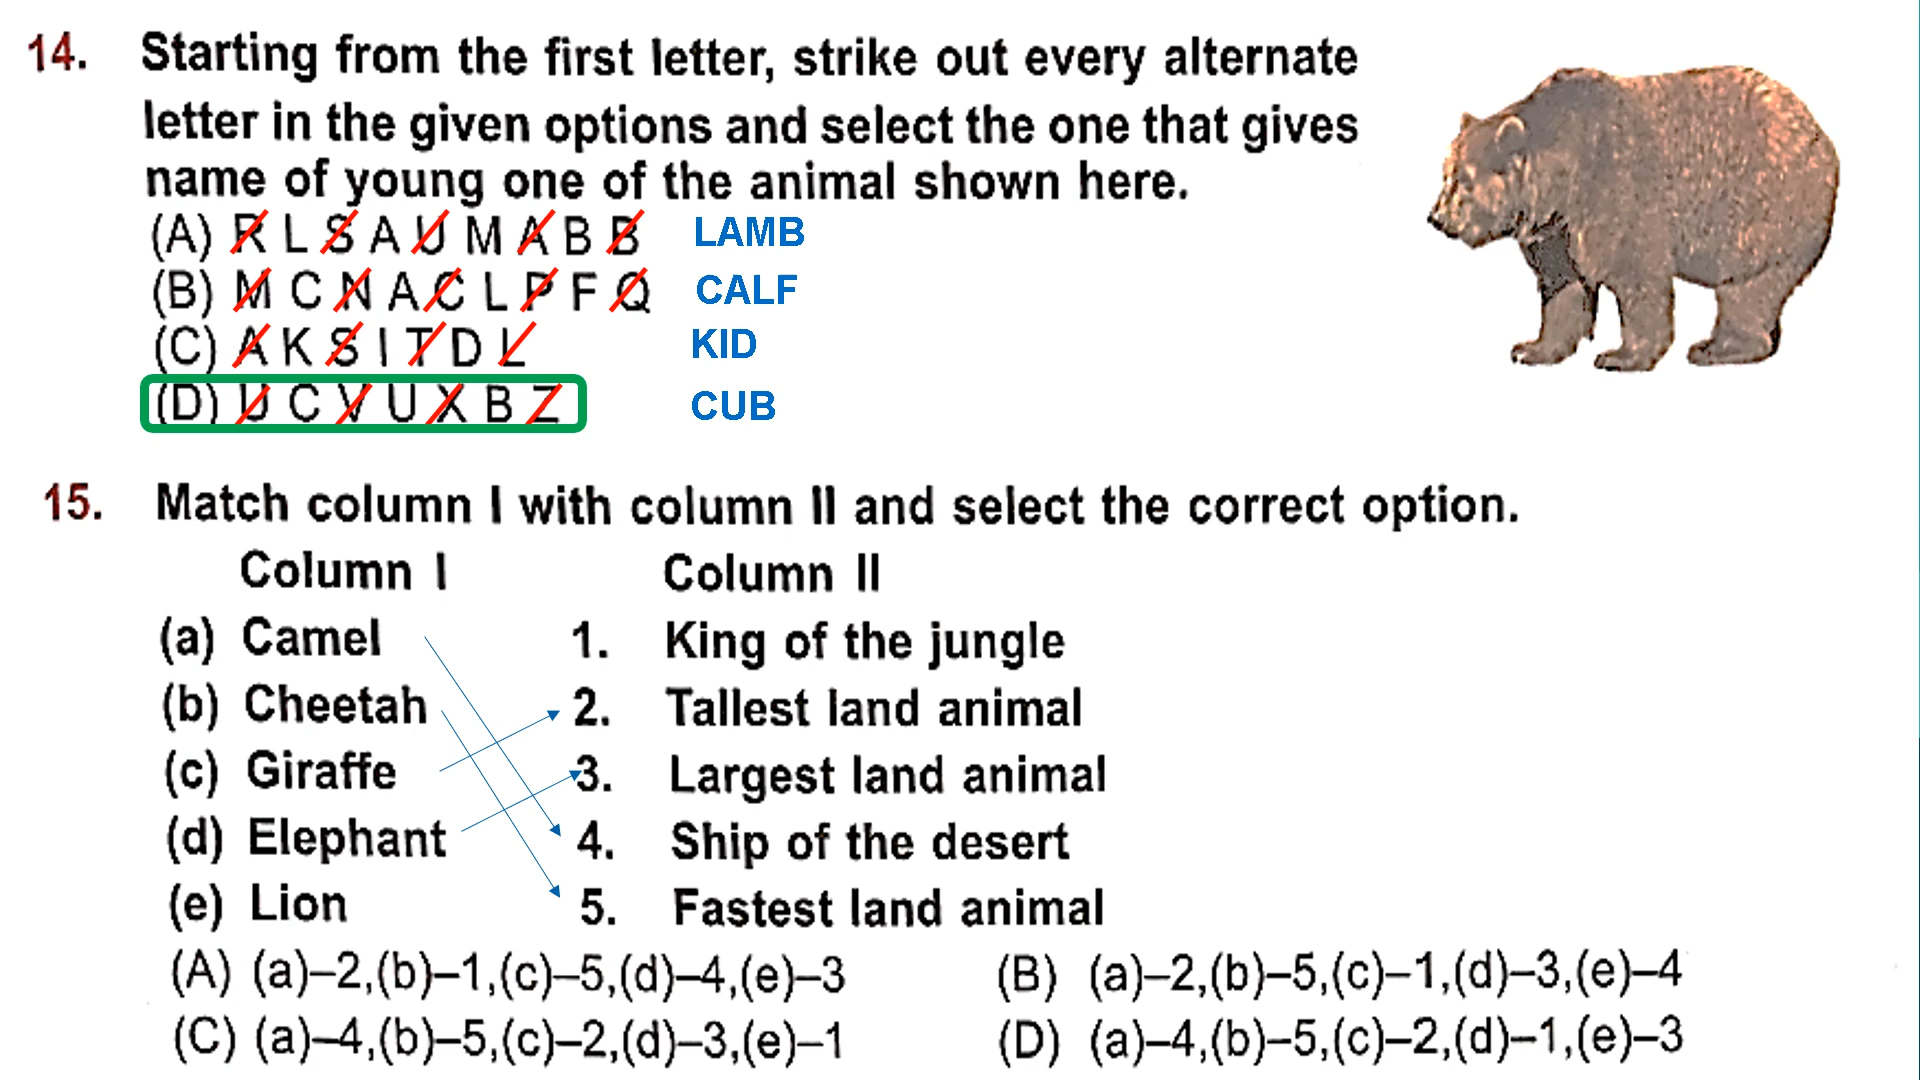 14. Starting from the first letter, strike out every alternate
letter in the given options and select the one that gives
name of young one of the animal shown here.
(A) R L S A U M A B B LAMB
(B) M C N A C L P F Q CALF
(C) A K S I T D L KID
(D) U C V U X B Z CUB
15. Match column I with column II and select the correct option.
Column I Column II
(a) Camel 1. King of the jungle
(b) Cheetah 2. Tallest land animal
(c) Giraffe 3. Largest land animal
(d) Elephant 4. Ship of the desert
(e) Lion 5. Fastest land animal
(A) (a)–2,(b)–1,(c)–5,(d)–4,(e)–3 (B) (a)–2,(b)–5,(c)–1,(d)–3,(e)–4
(C) (a)–4,(b)–5,(c)–2,(d)–3,(e)–1 (D) (a)–4,(b)–5,(c)–2,(d)–1,(e)–3